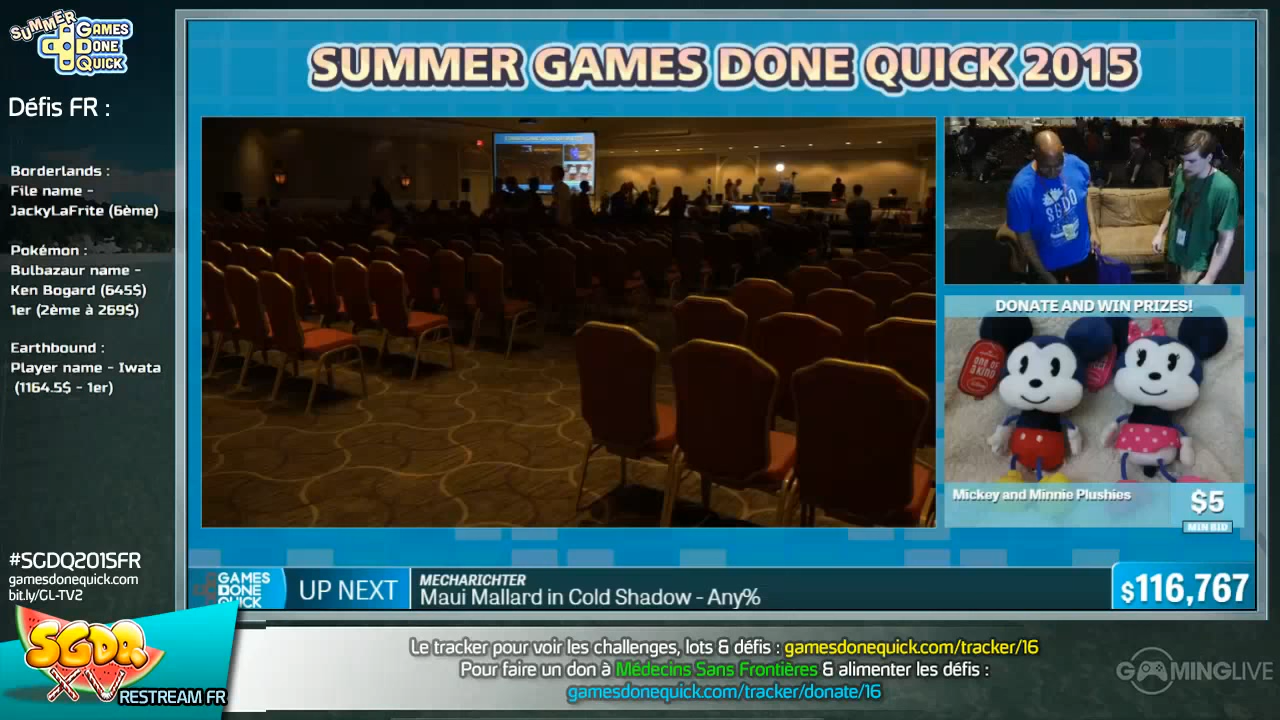 SUMMER
GAMES
DONE
QUICK
Défis FR :
Borderlands :
File name -
JackyLaFrite (6ème)
Pokémon :
Bulbazaur name -
Ken Bogard (645$)
1er (2ème à 269$)
Earthbound :
Player name - Iwata
(1164.5$ - 1er)
#SGDQ2015FR
gamesdonequick.com
bit.ly/GL-TV2
SGDQ
XV
RESTREAM FR
SUMMER GAMES DONE QUICK 2015
SGDQ
DONATE AND WIN PRIZES!
ONE OF
A KIND
Mickey and Minnie Plushies
$5
MIN BID
GAMES
DONE
QUICK
UP NEXT
MECHARICHTER
Maui Mallard in Cold Shadow - Any%
$116,767
Le tracker pour voir les challenges, lots & défis : gamesdonequick.com/tracker/16
Pour faire un don à Médecins Sans Frontières & alimenter les défis :
gamesdonequick.com/tracker/donate/16
GAMINGLIVE